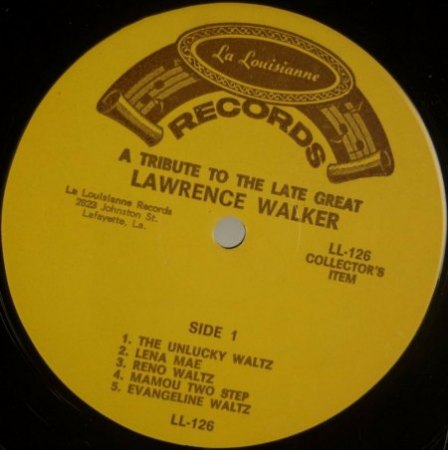 La Louisianne
RECORDS
A TRIBUTE TO THE LATE GREAT
LAWRENCE WALKER
La Louisianne Records
2823 Johnston St.
Lafayette, La.
LL-126
COLLECTOR'S
ITEM
SIDE 1
1. THE UNLUCKY WALTZ
2. LENA MAE
3. RENO WALTZ
4. MAMOU TWO STEP
5. EVANGELINE WALTZ
LL-126